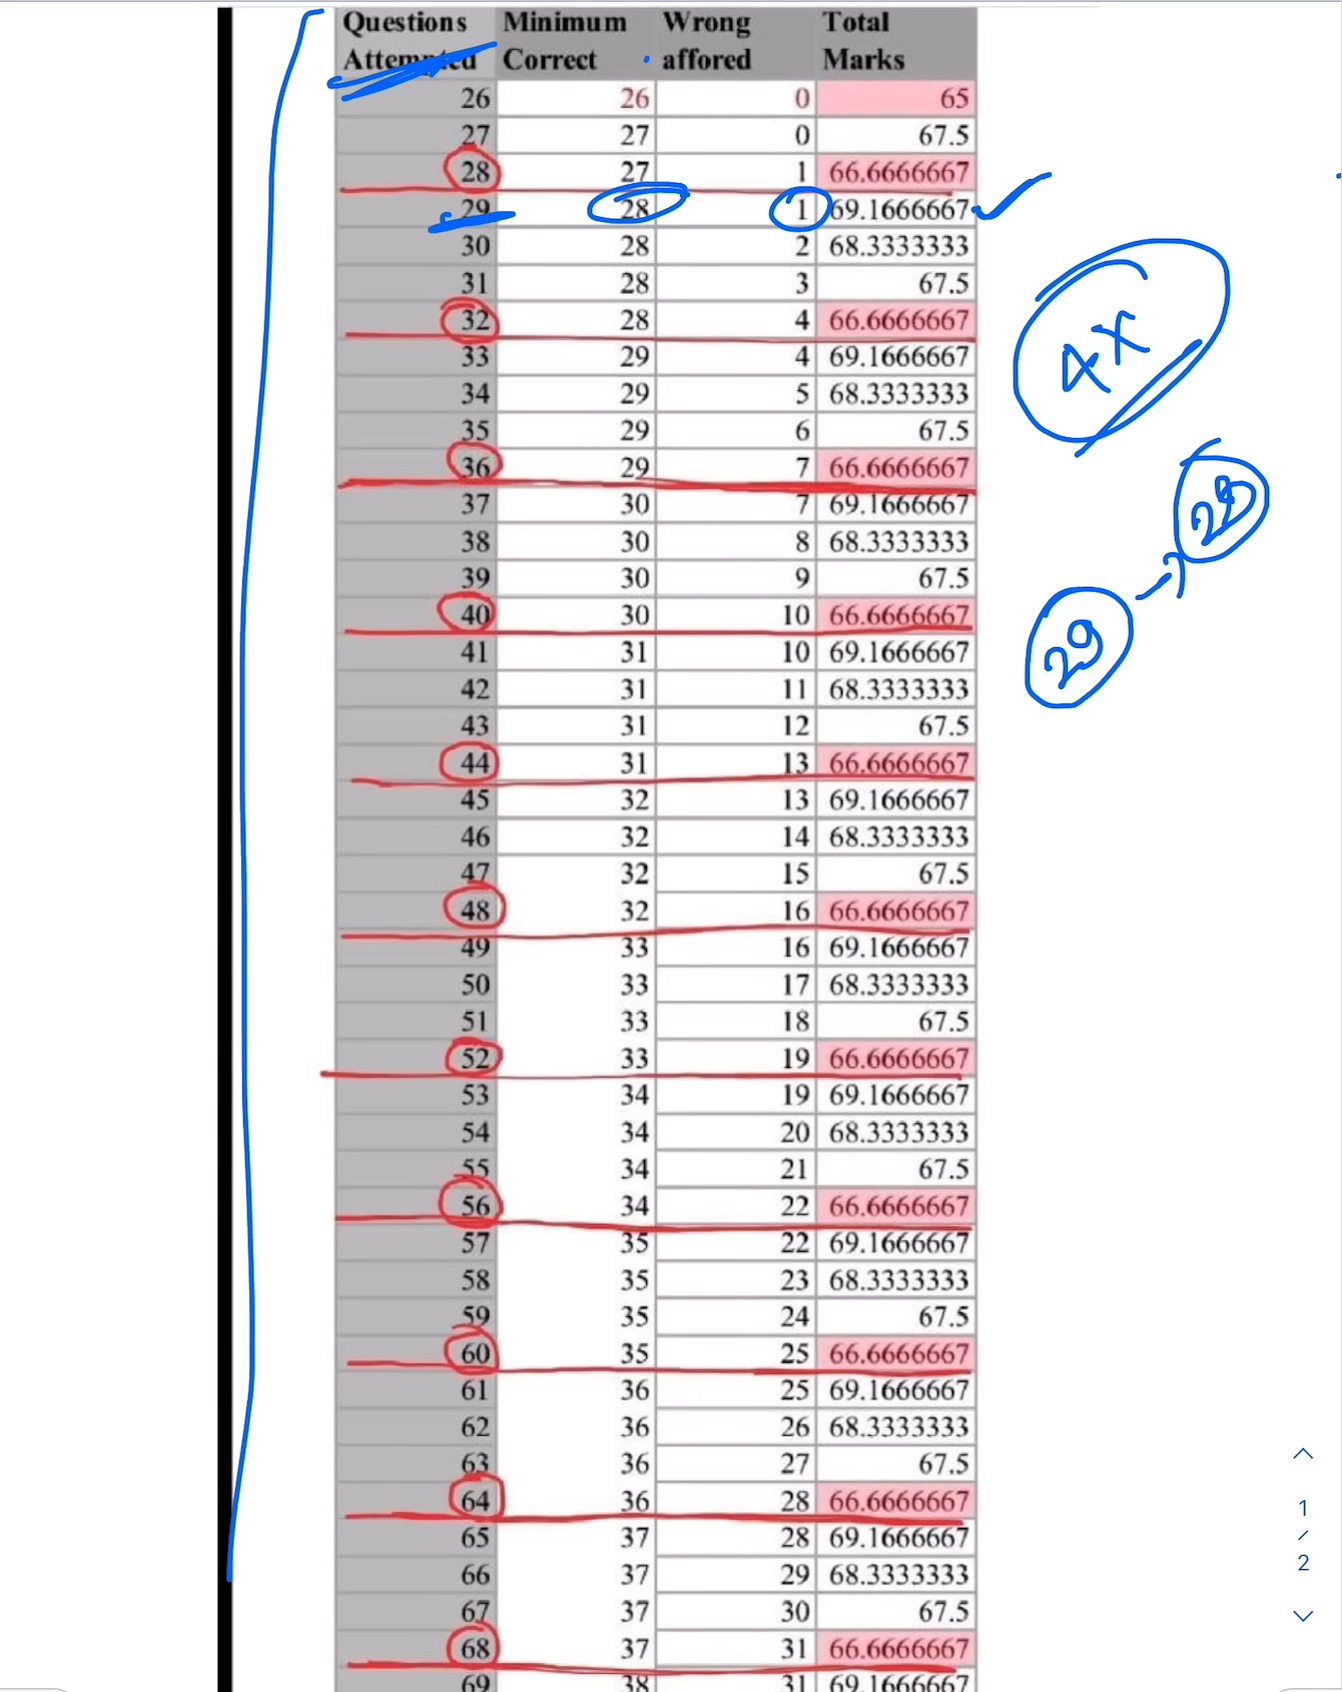 Questions Attempted Minimum Correct Wrong affored Total Marks
26 26 0 65
27 27 0 67.5
28 27 1 66.6666667
29 28 1 69.1666667
30 28 2 68.3333333
31 28 3 67.5
32 28 4 66.6666667
33 29 4 69.1666667
34 29 5 68.3333333
35 29 6 67.5
36 29 7 66.6666667
37 30 7 69.1666667
38 30 8 68.3333333
39 30 9 67.5
40 30 10 66.6666667
41 31 10 69.1666667
42 31 11 68.3333333
43 31 12 67.5
44 31 13 66.6666667
45 32 13 69.1666667
46 32 14 68.3333333
47 32 15 67.5
48 32 16 66.6666667
49 33 16 69.1666667
50 33 17 68.3333333
51 33 18 67.5
52 33 19 66.6666667
53 34 19 69.1666667
54 34 20 68.3333333
55 34 21 67.5
56 34 22 66.6666667
57 35 22 69.1666667
58 35 23 68.3333333
59 35 24 67.5
60 35 25 66.6666667
61 36 25 69.1666667
62 36 26 68.3333333
63 36 27 67.5
64 36 28 66.6666667
65 37 28 69.1666667
66 37 29 68.3333333
67 37 30 67.5
68 37 31 66.6666667
69 38 31 69.1666667
4x
29
1
/
2